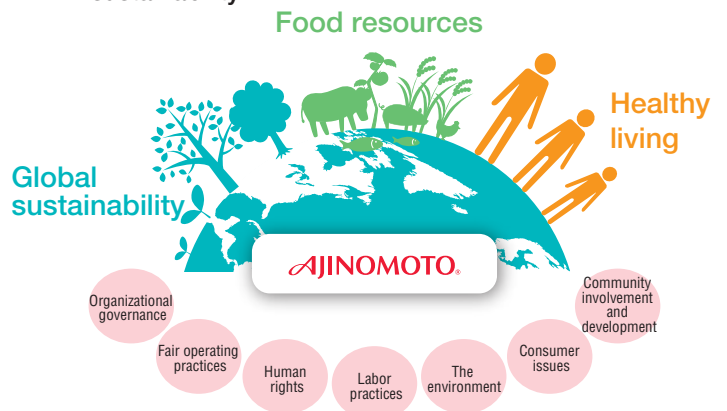 Food resources
Healthy
living
Global
sustainability
AJINOMOTO®
Organizational
governance
Fair operating
practices
Human
rights
Labor
practices
The
environment
Consumer
issues
Community
involvement
and
development